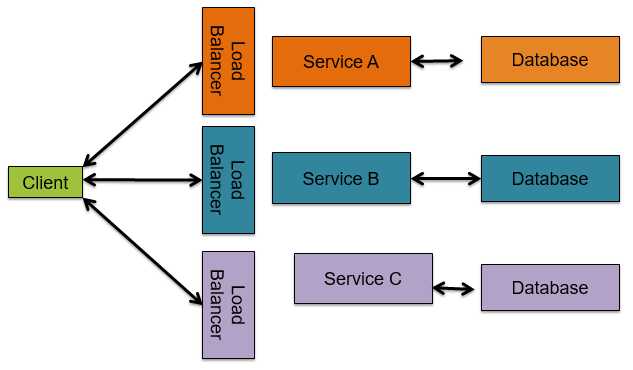 Load
Balancer
Service A
Database
Client
Load
Balancer
Service B
Database
Load
Balancer
Service C
Database